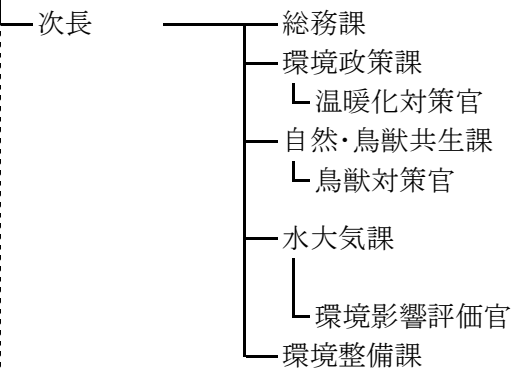 次長 総務課
環境政策課
温暖化対策官
自然・鳥獣共生課
鳥獣対策官
水大気課
環境影響評価官
環境整備課